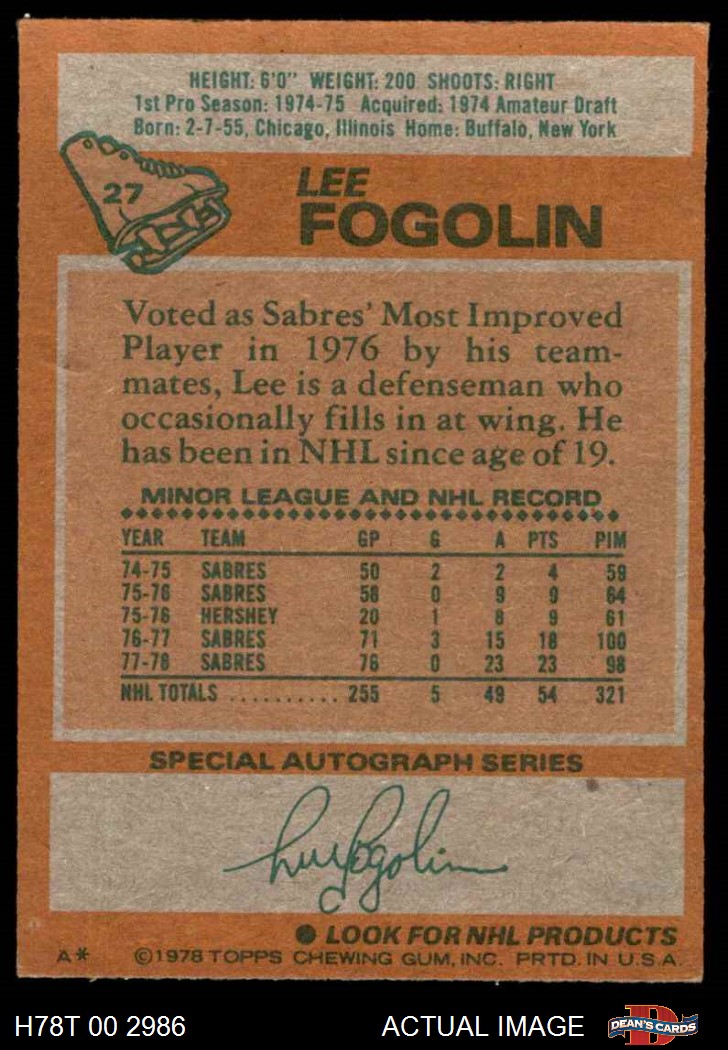 HEIGHT: 6'0" WEIGHT: 200 SHOOTS: RIGHT
1st Pro Season: 1974-75 Acquired: 1974 Amateur Draft
Born: 2-7-55, Chicago, Illinois Home: Buffalo, New York
27
LEE
FOGOLIN
Voted as Sabres' Most Improved
Player in 1976 by his team-
mates, Lee is a defenseman who
occasionally fills in at wing. He
has been in NHL since age of 19.
MINOR LEAGUE AND NHL RECORD
YEAR TEAM GP G A PTS PIM
74-75 SABRES 50 2 2 4 59
75-76 SABRES 58 0 9 9 64
75-76 HERSHEY 20 1 8 9 61
76-77 SABRES 71 3 15 18 100
77-78 SABRES 76 0 23 23 98
NHL TOTALS .......... 255 5 49 54 321
SPECIAL AUTOGRAPH SERIES
Lee Fogolin
● LOOK FOR NHL PRODUCTS
A* ©1978 TOPPS CHEWING GUM, INC. PRTD. IN U.S.A.
H78T 00 2986 ACTUAL IMAGE D DEAN'S CARDS